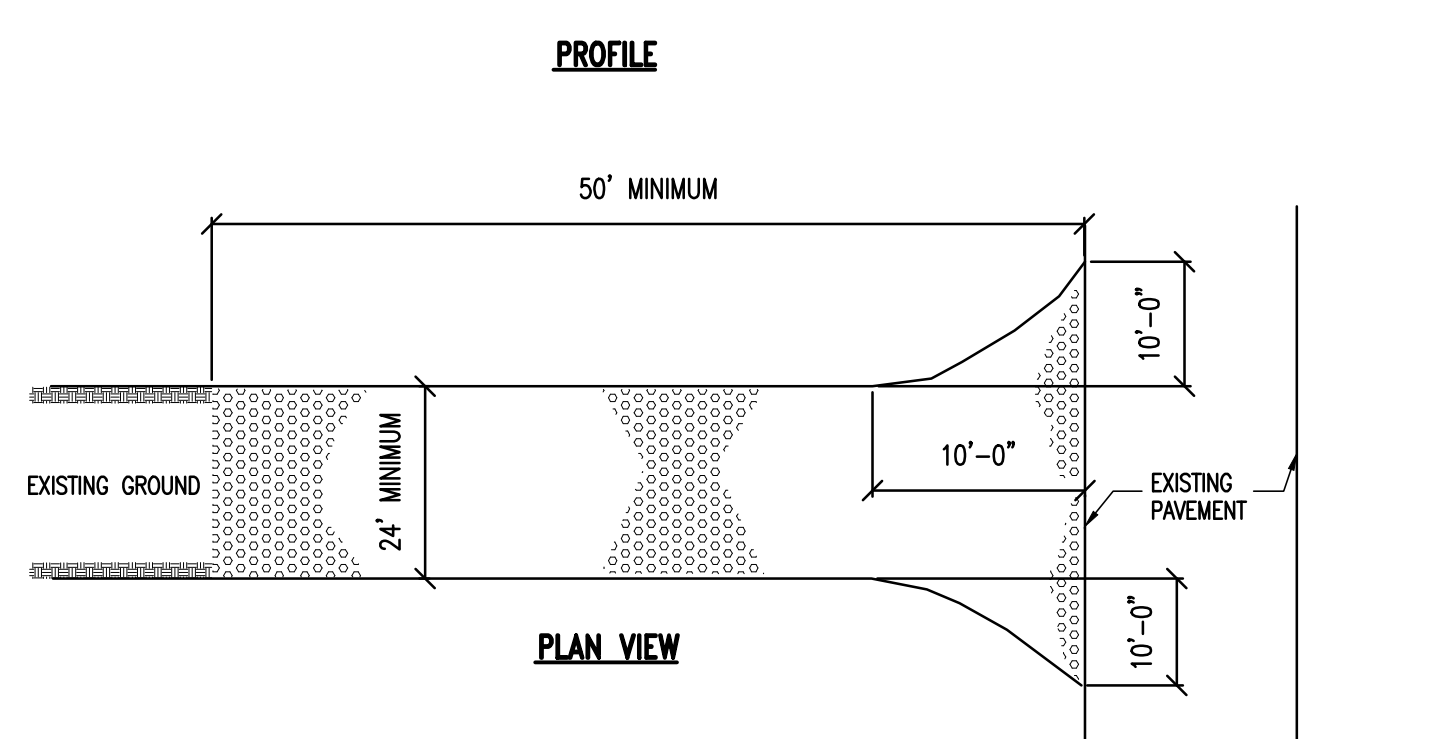 PROFILE
50' MINIMUM
10'-0"
24' MINIMUM
10'-0"
EXISTING GROUND
EXISTING
PAVEMENT
10'-0"
PLAN VIEW